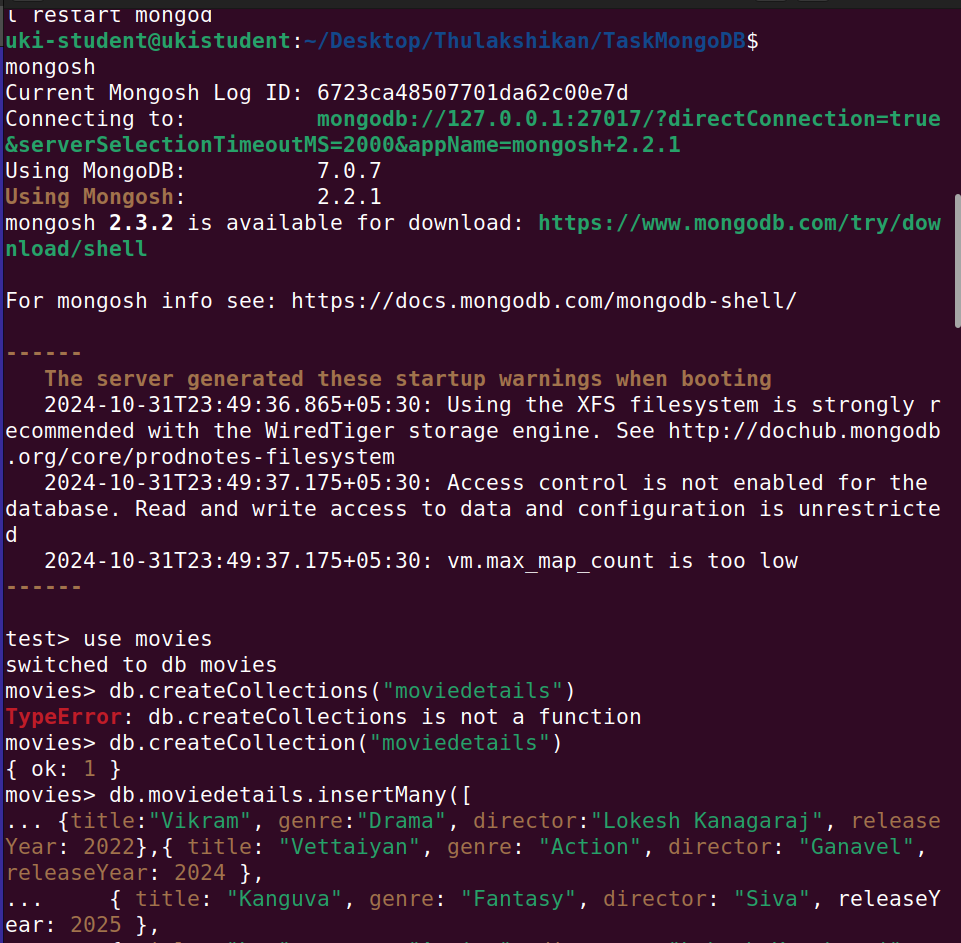 l restart mongod
uki-student@ukistudent:~/Desktop/Thulakshikan/TaskMongoDB$
mongosh
Current Mongosh Log ID: 6723ca48507701da62c00e7d
Connecting to:          mongodb://127.0.0.1:27017/?directConnection=true
&serverSelectionTimeoutMS=2000&appName=mongosh+2.2.1
Using MongoDB:          7.0.7
Using Mongosh:          2.2.1
mongosh 2.3.2 is available for download: https://www.mongodb.com/try/dow
nload/shell
For mongosh info see: https://docs.mongodb.com/mongodb-shell/
------
   The server generated these startup warnings when booting
   2024-10-31T23:49:36.865+05:30: Using the XFS filesystem is strongly r
ecommended with the WiredTiger storage engine. See http://dochub.mongodb
.org/core/prodnotes-filesystem
   2024-10-31T23:49:37.175+05:30: Access control is not enabled for the
database. Read and write access to data and configuration is unrestricte
d
   2024-10-31T23:49:37.175+05:30: vm.max_map_count is too low
------
test> use movies
switched to db movies
movies> db.createCollections("moviedetails")
TypeError: db.createCollections is not a function
movies> db.createCollection("moviedetails")
{ ok: 1 }
movies> db.moviedetails.insertMany([
... {title:"Vikram", genre:"Drama", director:"Lokesh Kanagaraj", release
Year: 2022},{ title: "Vettaiyan", genre: "Action", director: "Ganavel",
releaseYear: 2024 },
...     { title: "Kanguva", genre: "Fantasy", director: "Siva", releaseY
ear: 2025 },